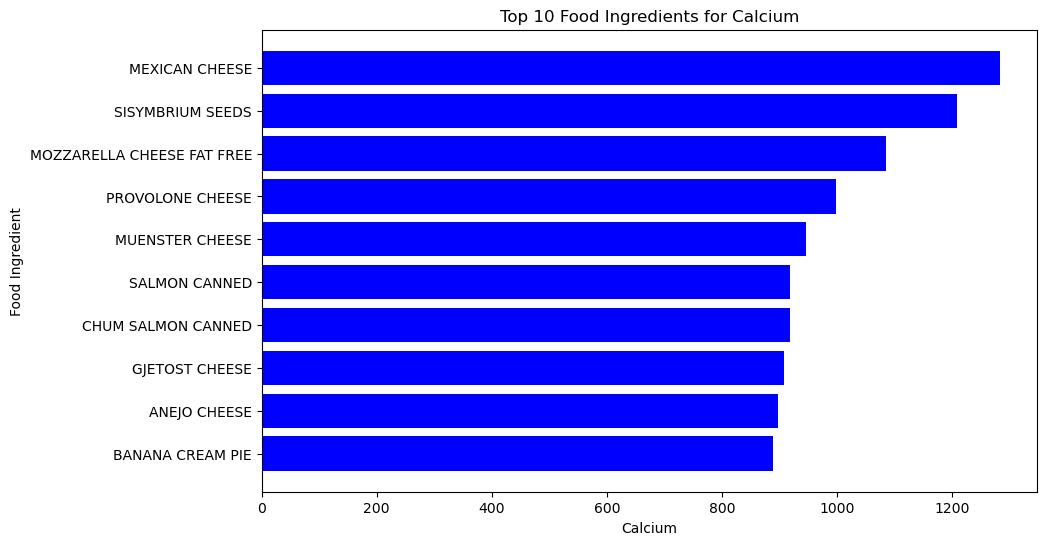 Top 10 Food Ingredients for Calcium
MEXICAN CHEESE
SISYMBRIUM SEEDS
MOZZARELLA CHEESE FAT FREE
PROVOLONE CHEESE
MUENSTER CHEESE
SALMON CANNED
CHUM SALMON CANNED
GJETOST CHEESE
ANEJO CHEESE
BANANA CREAM PIE
Food Ingredient
0 200 400 600 800 1000 1200
Calcium